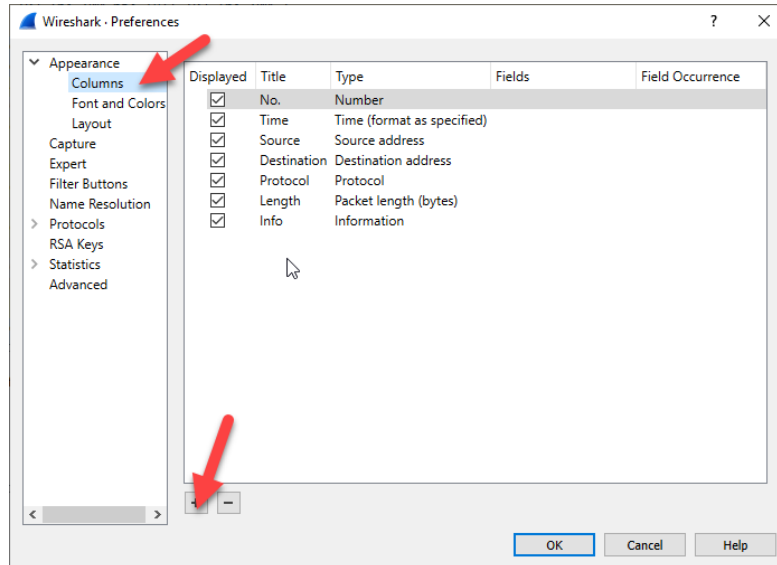 Wireshark · Preferences
? ×
Appearance
Columns
Font and Colors
Layout
Capture
Expert
Filter Buttons
Name Resolution
Protocols
RSA Keys
Statistics
Advanced
Displayed Title Type Fields Field Occurrence
No. Number
Time Time (format as specified)
Source Source address
Destination Destination address
Protocol Protocol
Length Packet length (bytes)
Info Information
+ −
OK Cancel Help